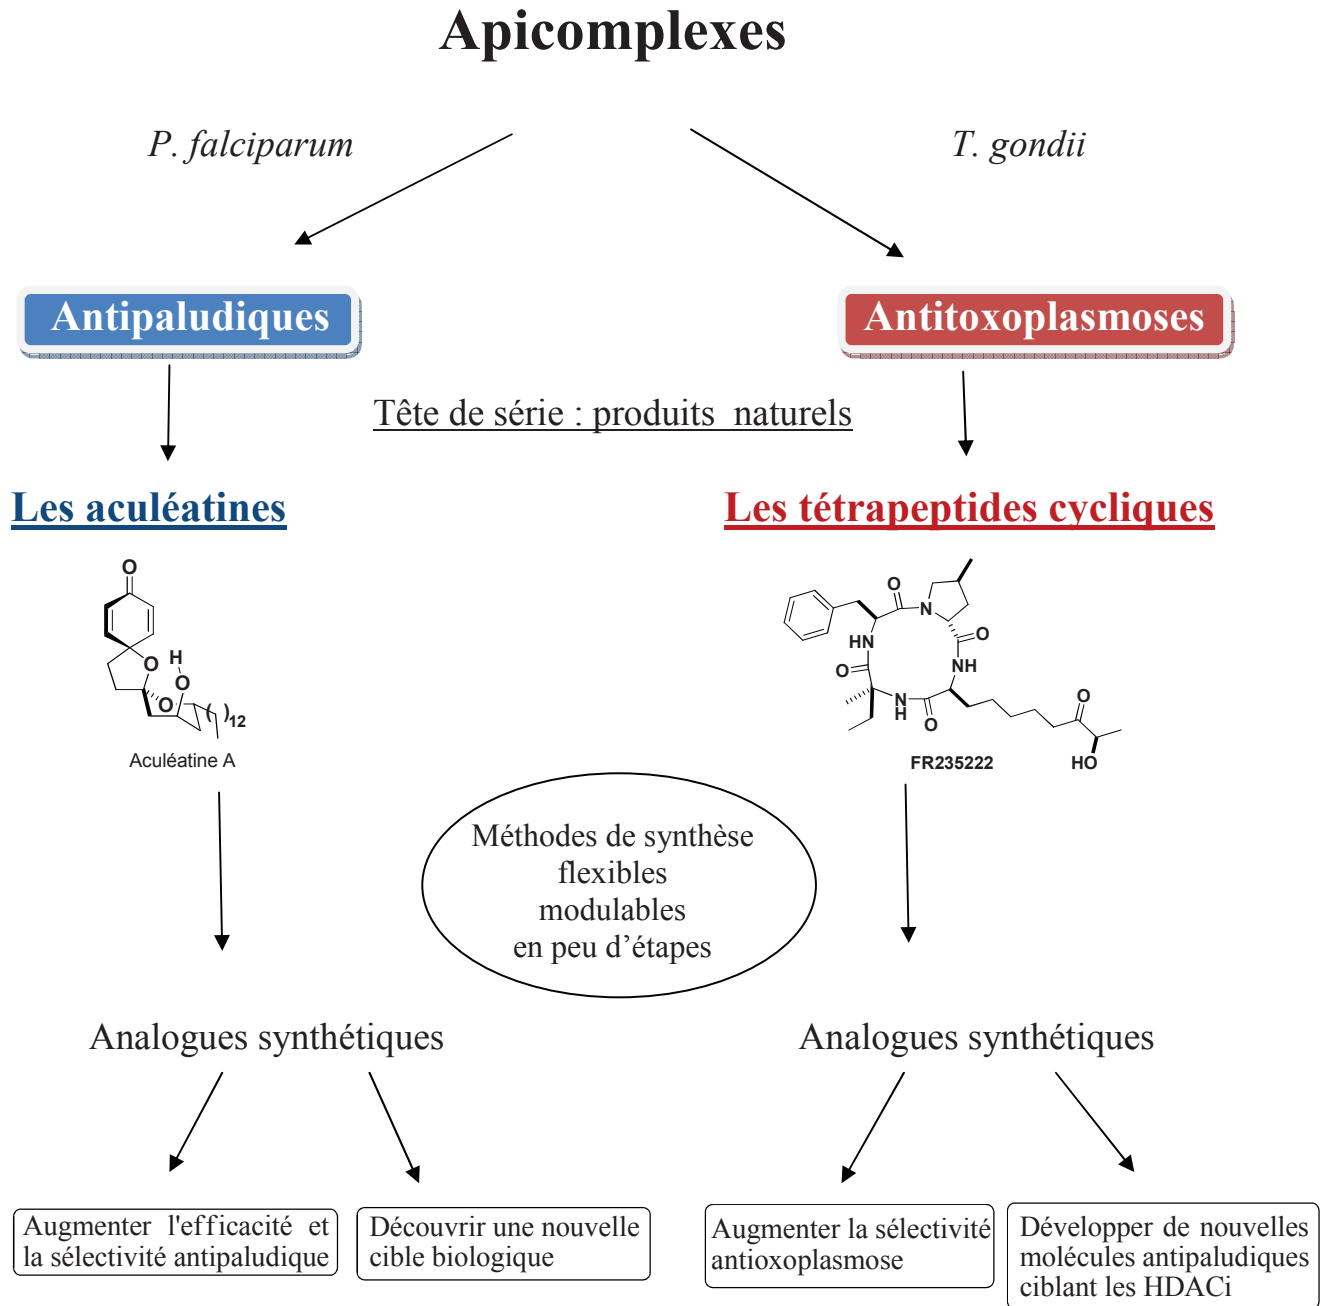 Apicomplexes
P. falciparum
T. gondii
Antipaludiques
Antitoxoplasmoses
Tête de série : produits naturels
Les aculéatines
Les tétrapeptides cycliques
O
O
H
O
O
( )12
Aculéatine A
O
N
O
HN
O
NH
O
N
H
O
O
HO
FR235222
Méthodes de synthèse
flexibles
modulables
en peu d'étapes
Analogues synthétiques
Analogues synthétiques
Augmenter l'efficacité et
la sélectivité antipaludique
Découvrir une nouvelle
cible biologique
Augmenter la sélectivité
antioxoplasmose
Développer de nouvelles
molécules antipaludiques
ciblant les HDACi